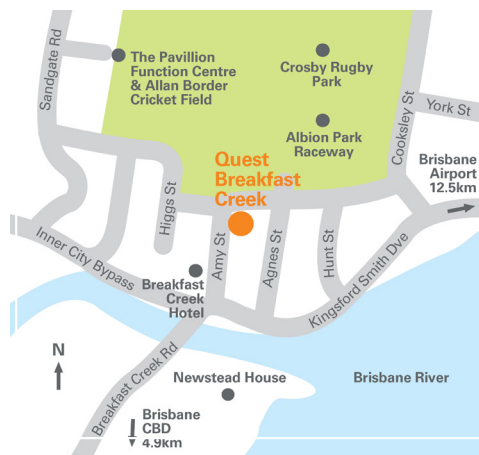 Sandgate Rd
The Pavillion
Function Centre
& Allan Border
Cricket Field
Crosby Rugby
Park
Albion Park
Raceway
Cooksley St
York St
Brisbane
Airport
12.5km
Quest
Breakfast
Creek
Higgs St
Amy St
Agnes St
Hunt St
Kingsford Smith Dve
Inner City Bypass
Breakfast
Creek
Hotel
Breakfast Creek Rd
N
Newstead House
Brisbane River
Brisbane
CBD
4.9km